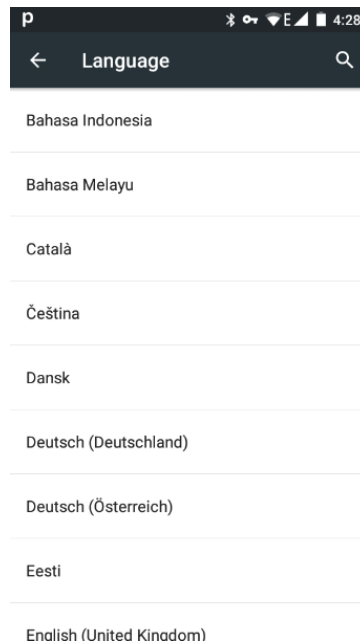 p E 4:28
Language
Bahasa Indonesia
Bahasa Melayu
Català
Čeština
Dansk
Deutsch (Deutschland)
Deutsch (Österreich)
Eesti
English (United Kingdom)